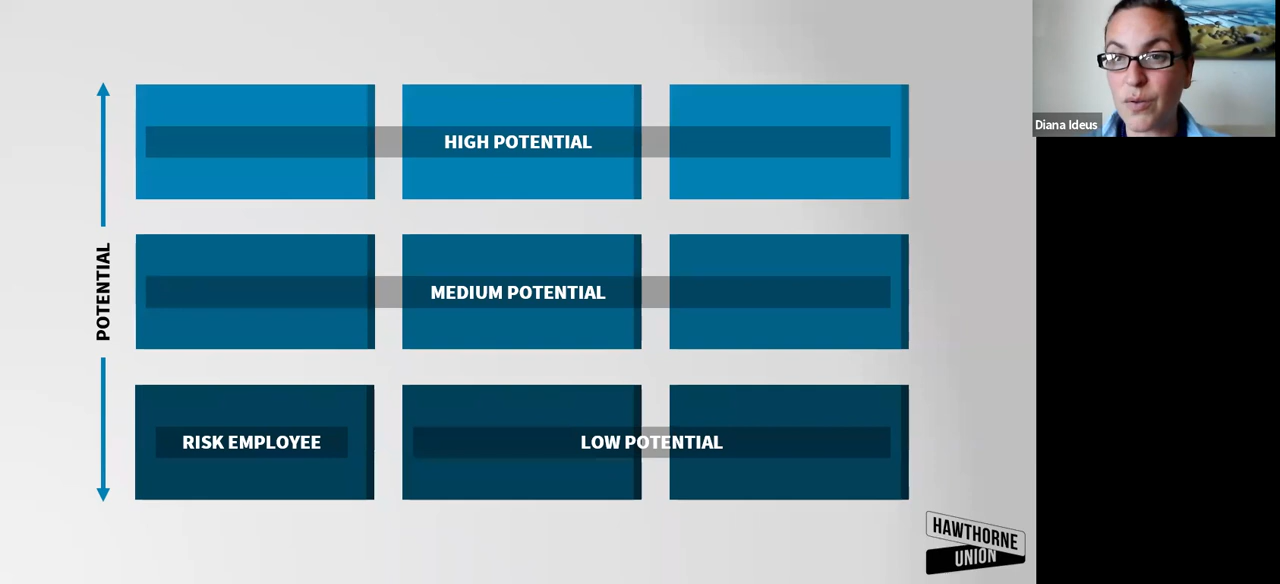 Diana Ideus
HIGH POTENTIAL
POTENTIAL
MEDIUM POTENTIAL
RISK EMPLOYEE
LOW POTENTIAL
HAWTHORNE
UNION